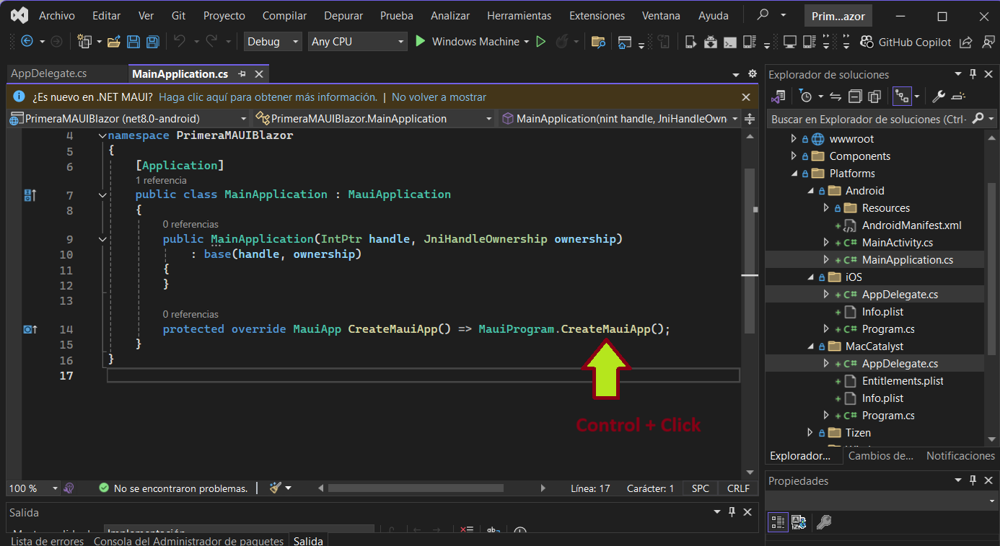 Archivo Editar Ver Git Proyecto Compilar Depurar Prueba Analizar Herramientas Extensiones Ventana Ayuda Prim...azor
Debug Any CPU Windows Machine GitHub Copilot
AppDelegate.cs MainApplication.cs
¿Es nuevo en .NET MAUI? Haga clic aquí para obtener más información. | No volver a mostrar
PrimeraMAUIBlazor (net8.0-android) PrimeraMAUIBlazor.MainApplication MainApplication(nint handle, JniHandleOwn
4 namespace PrimeraMAUIBlazor
5 {
6 [Application]
1 referencia
7 public class MainApplication : MauiApplication
8 {
0 referencias
9 public MainApplication(IntPtr handle, JniHandleOwnership ownership)
10 : base(handle, ownership)
11 {
12 }
13
0 referencias
14 protected override MauiApp CreateMauiApp() => MauiProgram.CreateMauiApp();
15 }
16 }
17
Control + Click
100 % No se encontraron problemas. Línea: 17 Carácter: 1 SPC CRLF
Salida
Lista de errores Consola del Administrador de paquetes Salida
Explorador de soluciones
Buscar en Explorador de soluciones (Ctrl-
wwwroot
Components
Platforms
Android
Resources
AndroidManifest.xml
MainActivity.cs
MainApplication.cs
iOS
AppDelegate.cs
Info.plist
Program.cs
MacCatalyst
AppDelegate.cs
Entitlements.plist
Info.plist
Program.cs
Tizen
Explorador... Cambios de... Notificaciones
Propiedades